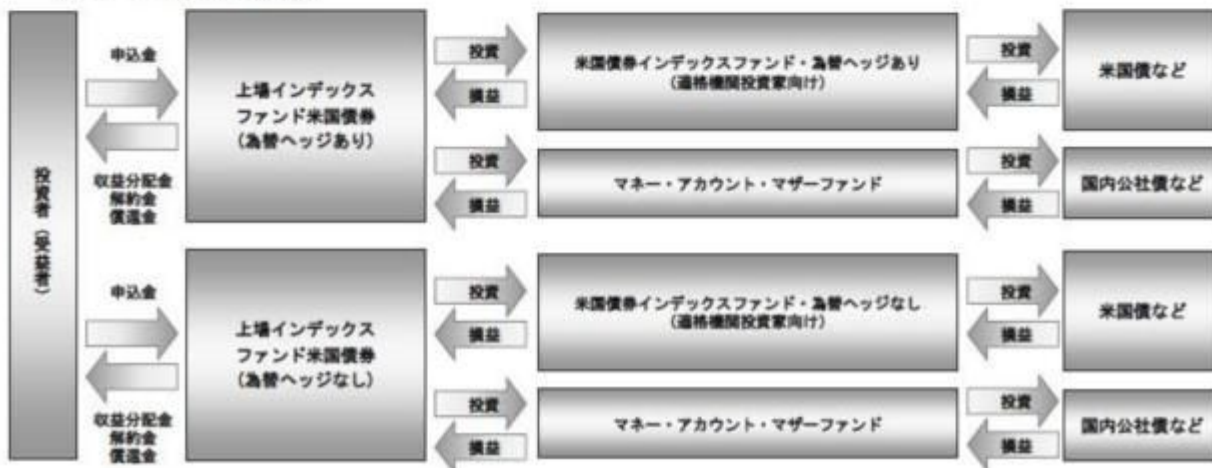 投資者（受益者）
申込金
収益分配金
解約金
償還金
上場インデックス
ファンド米国債券
(為替ヘッジあり)
投資
損益
米国債券インデックスファンド・為替ヘッジあり
(適格機関投資家向け)
投資
損益
米国債など
投資
損益
マネー・アカウント・マザーファンド
投資
損益
国内公社債など
申込金
収益分配金
解約金
償還金
上場インデックス
ファンド米国債券
(為替ヘッジなし)
投資
損益
米国債券インデックスファンド・為替ヘッジなし
(適格機関投資家向け)
投資
損益
米国債など
投資
損益
マネー・アカウント・マザーファンド
投資
損益
国内公社債など